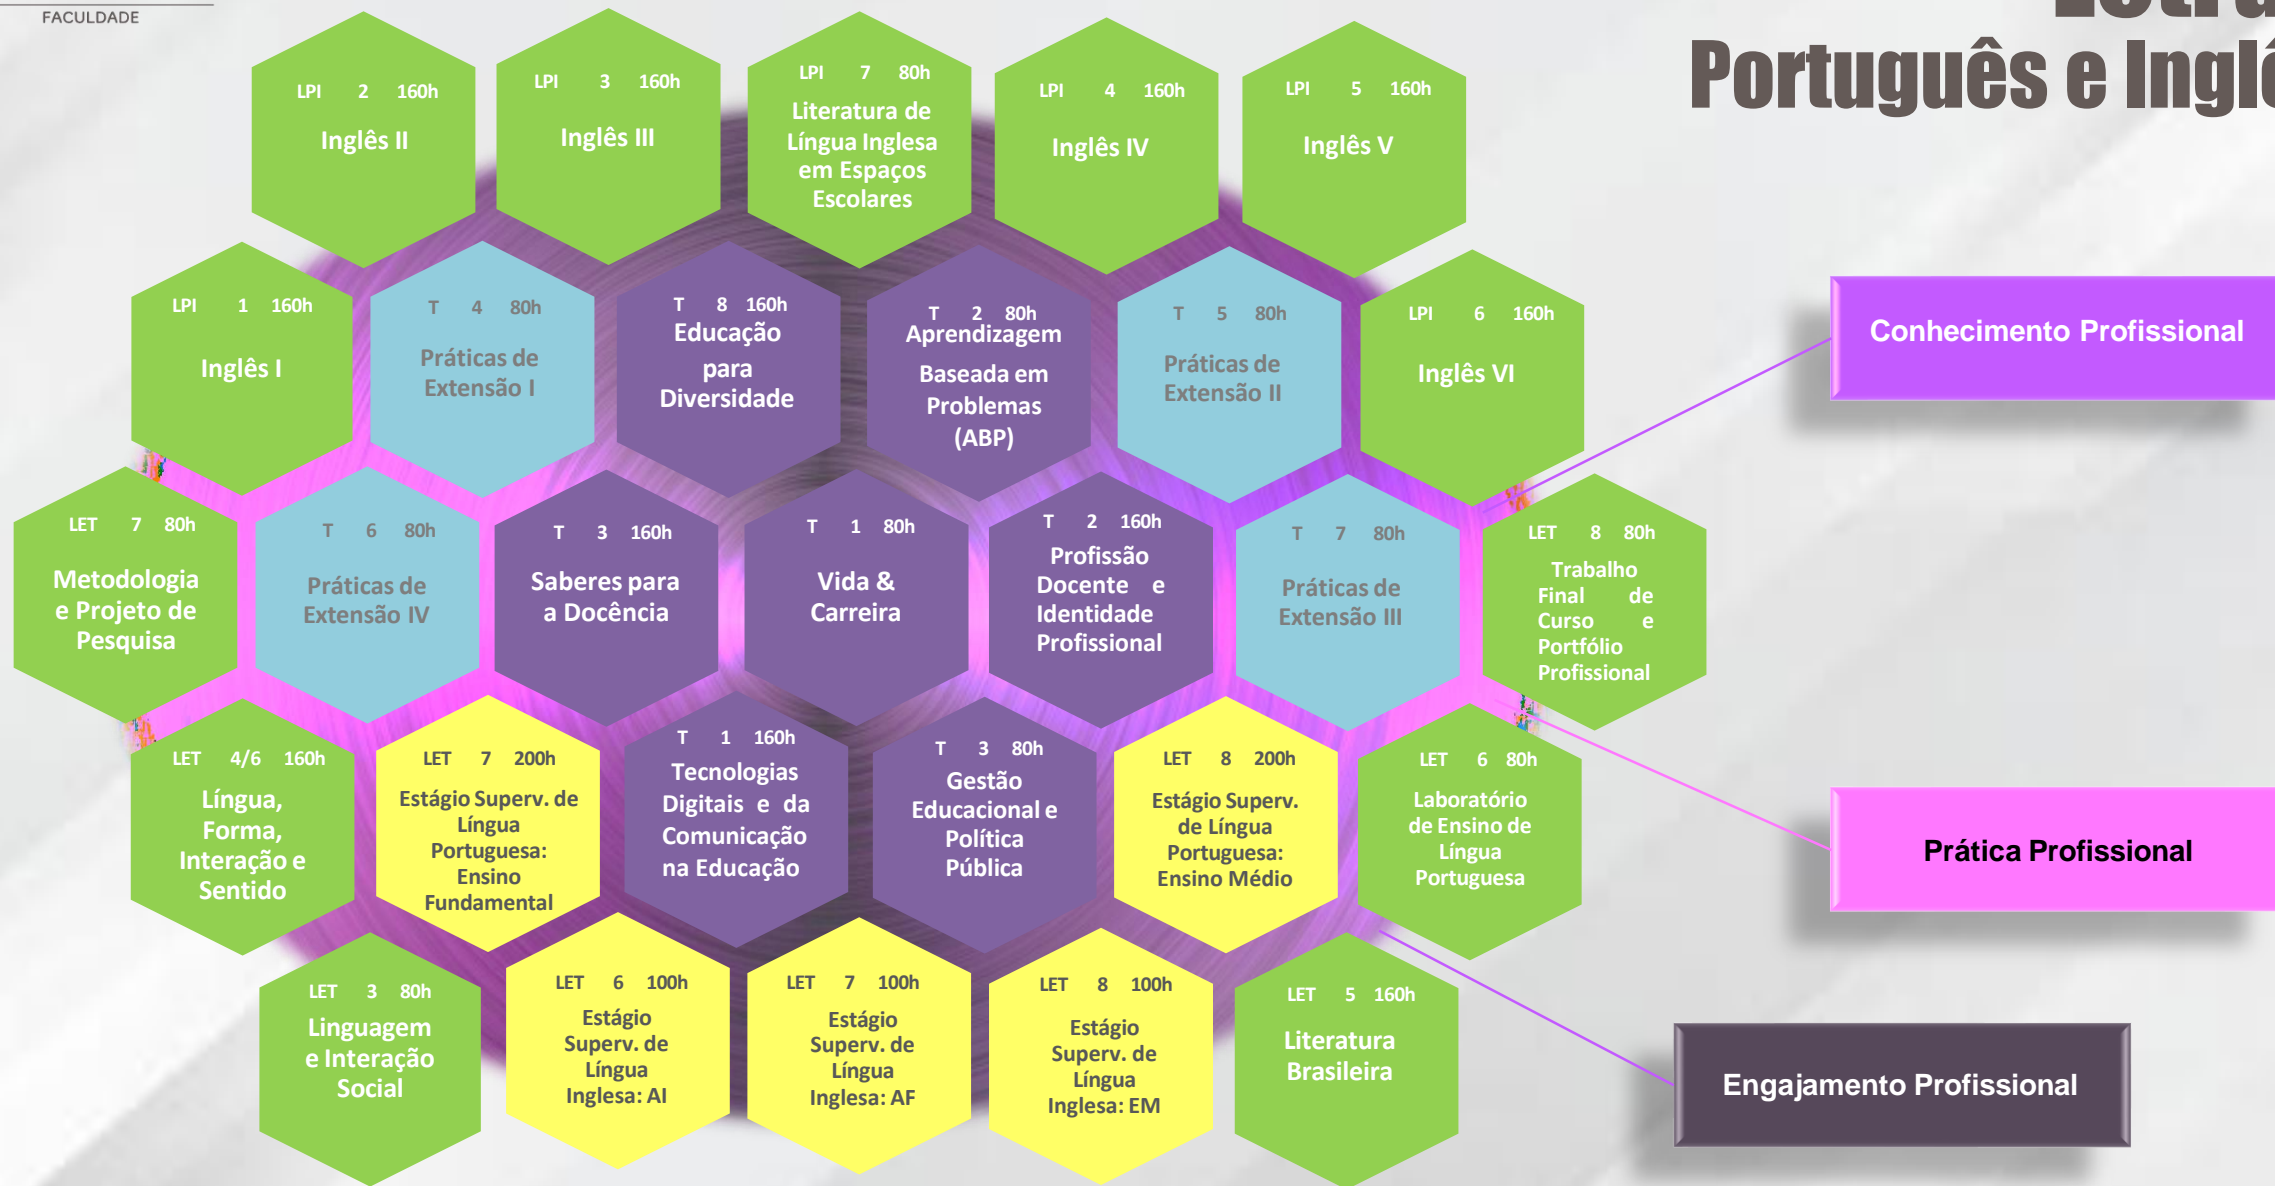 FACULDADE
Português e Inglê
LPI 2 160h
Inglês II
LPI 3 160h
Inglês III
LPI 7 80h
Literatura de
Língua Inglesa
em Espaços
Escolares
LPI 4 160h
Inglês IV
LPI 5 160h
Inglês V
LPI 1 160h
Inglês I
T 4 80h
Práticas de
Extensão I
T 8 160h
Educação
para
Diversidade
T 2 80h
Aprendizagem
Baseada em
Problemas
(ABP)
T 5 80h
Práticas de
Extensão II
LPI 6 160h
Inglês VI
Conhecimento Profissional
LET 7 80h
Metodologia
e Projeto de
Pesquisa
T 6 80h
Práticas de
Extensão IV
T 3 160h
Saberes para
a Docência
T 1 80h
Vida &
Carreira
T 2 160h
Profissão
Docente e
Identidade
Profissional
T 7 80h
Práticas de
Extensão III
LET 8 80h
Trabalho
Final de
Curso e
Portfólio
Profissional
LET 4/6 160h
Língua,
Forma,
Interação e
Sentido
LET 7 200h
Estágio Superv. de
Língua
Portuguesa:
Ensino
Fundamental
T 1 160h
Tecnologias
Digitais e da
Comunicação
na Educação
T 3 80h
Gestão
Educacional e
Política
Pública
LET 8 200h
Estágio Superv.
de Língua
Portuguesa:
Ensino Médio
LET 6 80h
Laboratório
de Ensino de
Língua
Portuguesa
Prática Profissional
LET 3 80h
Linguagem
e Interação
Social
LET 6 100h
Estágio
Superv. de
Língua
Inglesa: AI
LET 7 100h
Estágio
Superv. de
Língua
Inglesa: AF
LET 8 100h
Estágio
Superv. de
Língua
Inglesa: EM
LET 5 160h
Literatura
Brasileira
Engajamento Profissional